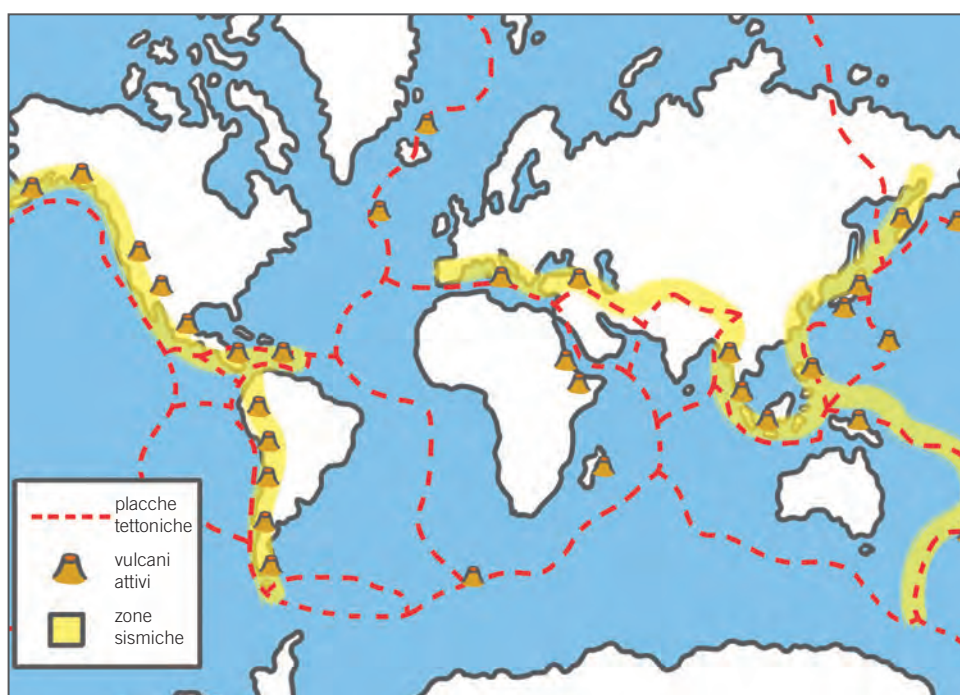 placche
tettoniche
vulcani
attivi
zone
sismiche